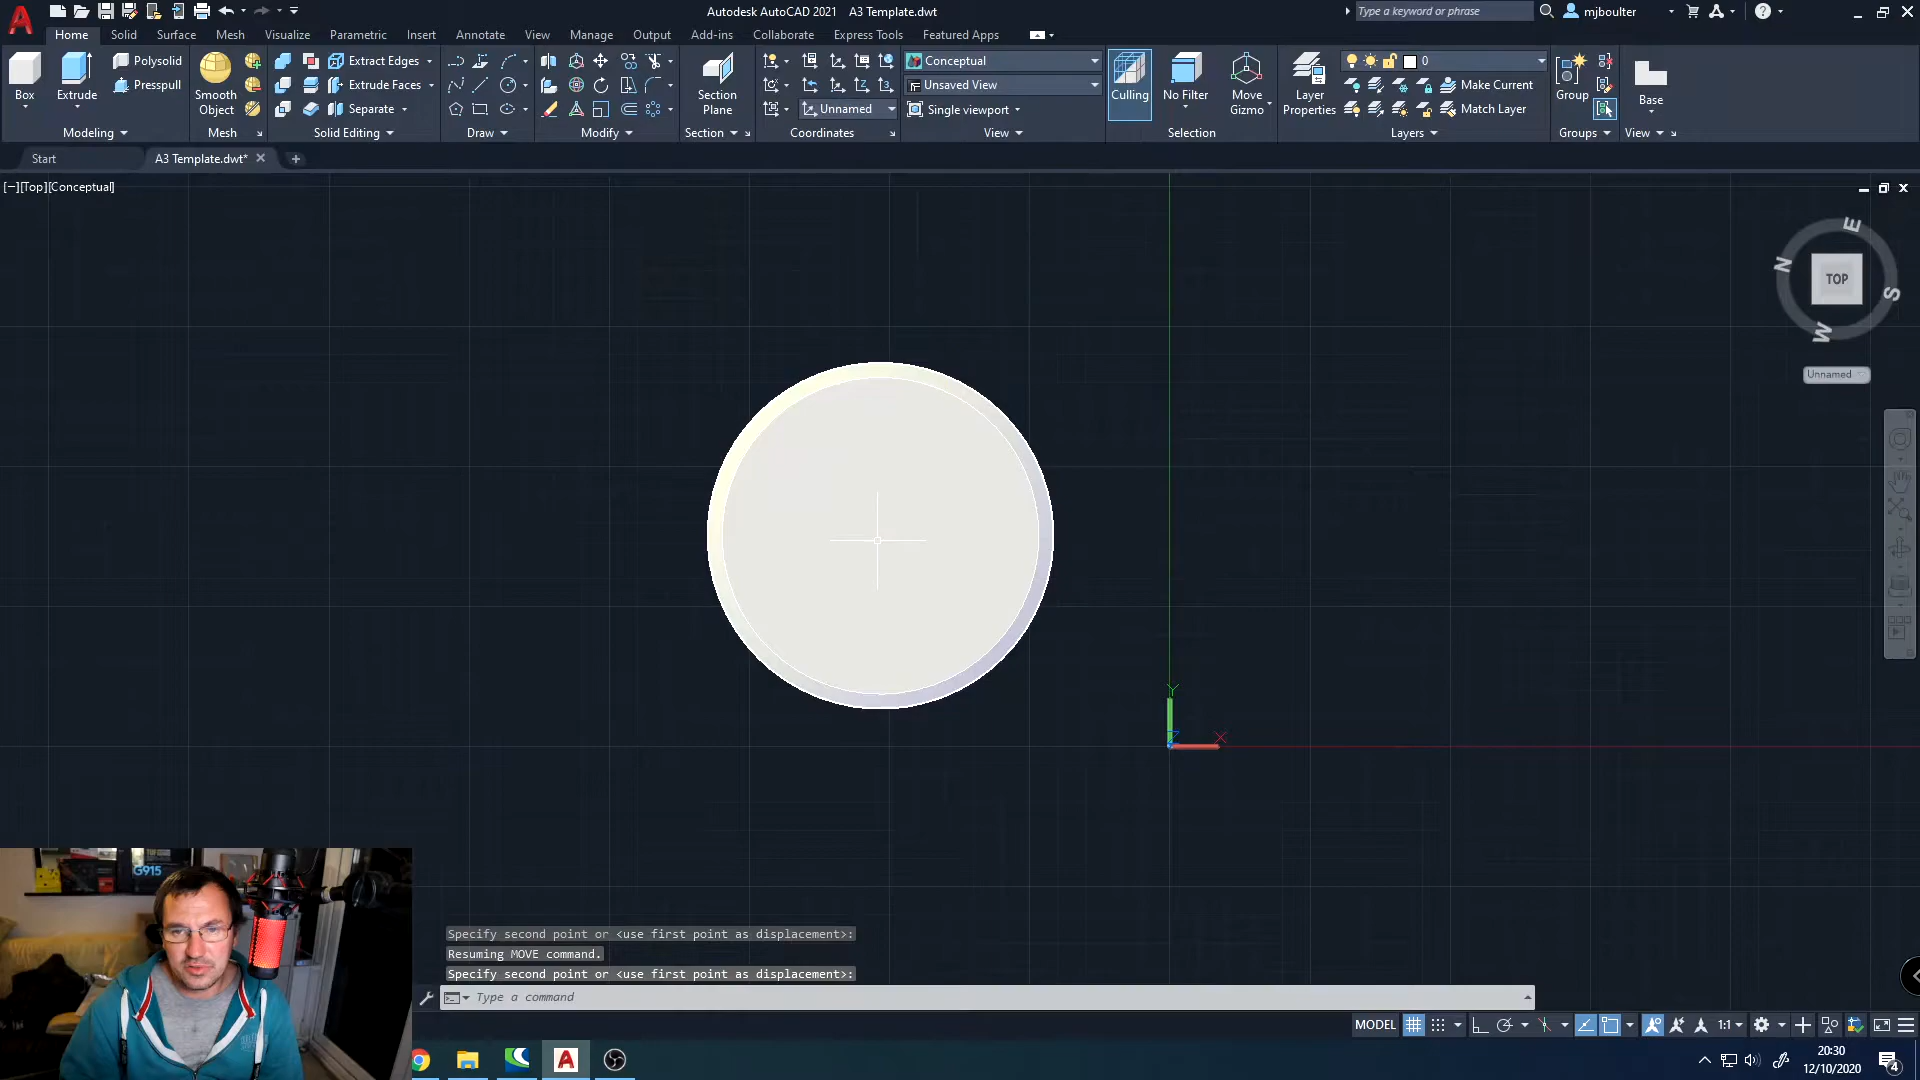 Autodesk AutoCAD 2021 A3 Template.dwt
Type a keyword or phrase
mjboulter
Home Solid Surface Mesh Visualize Parametric Insert Annotate View Manage Output Add-ins Collaborate Express Tools Featured Apps
Box
Extrude
Polysolid
Presspull
Modeling
Smooth
Object
Mesh
Extract Edges
Extrude Faces
Separate
Solid Editing
Draw
Modify
Section
Plane
Section
Unnamed
Coordinates
Conceptual
Unsaved View
Single viewport
View
Culling
No Filter
Move
Gizmo
Selection
Layer
Properties
0
Make Current
Match Layer
Layers
Group
Groups
Base
View
Start
A3 Template.dwt*
[−][Top][Conceptual]
E
N
TOP
S
W
Unnamed
Y
Z
X
G915
Specify second point or <use first point as displacement>:
Resuming MOVE command.
Specify second point or <use first point as displacement>:
Type a command
MODEL
1:1
20:30
12/10/2020
4